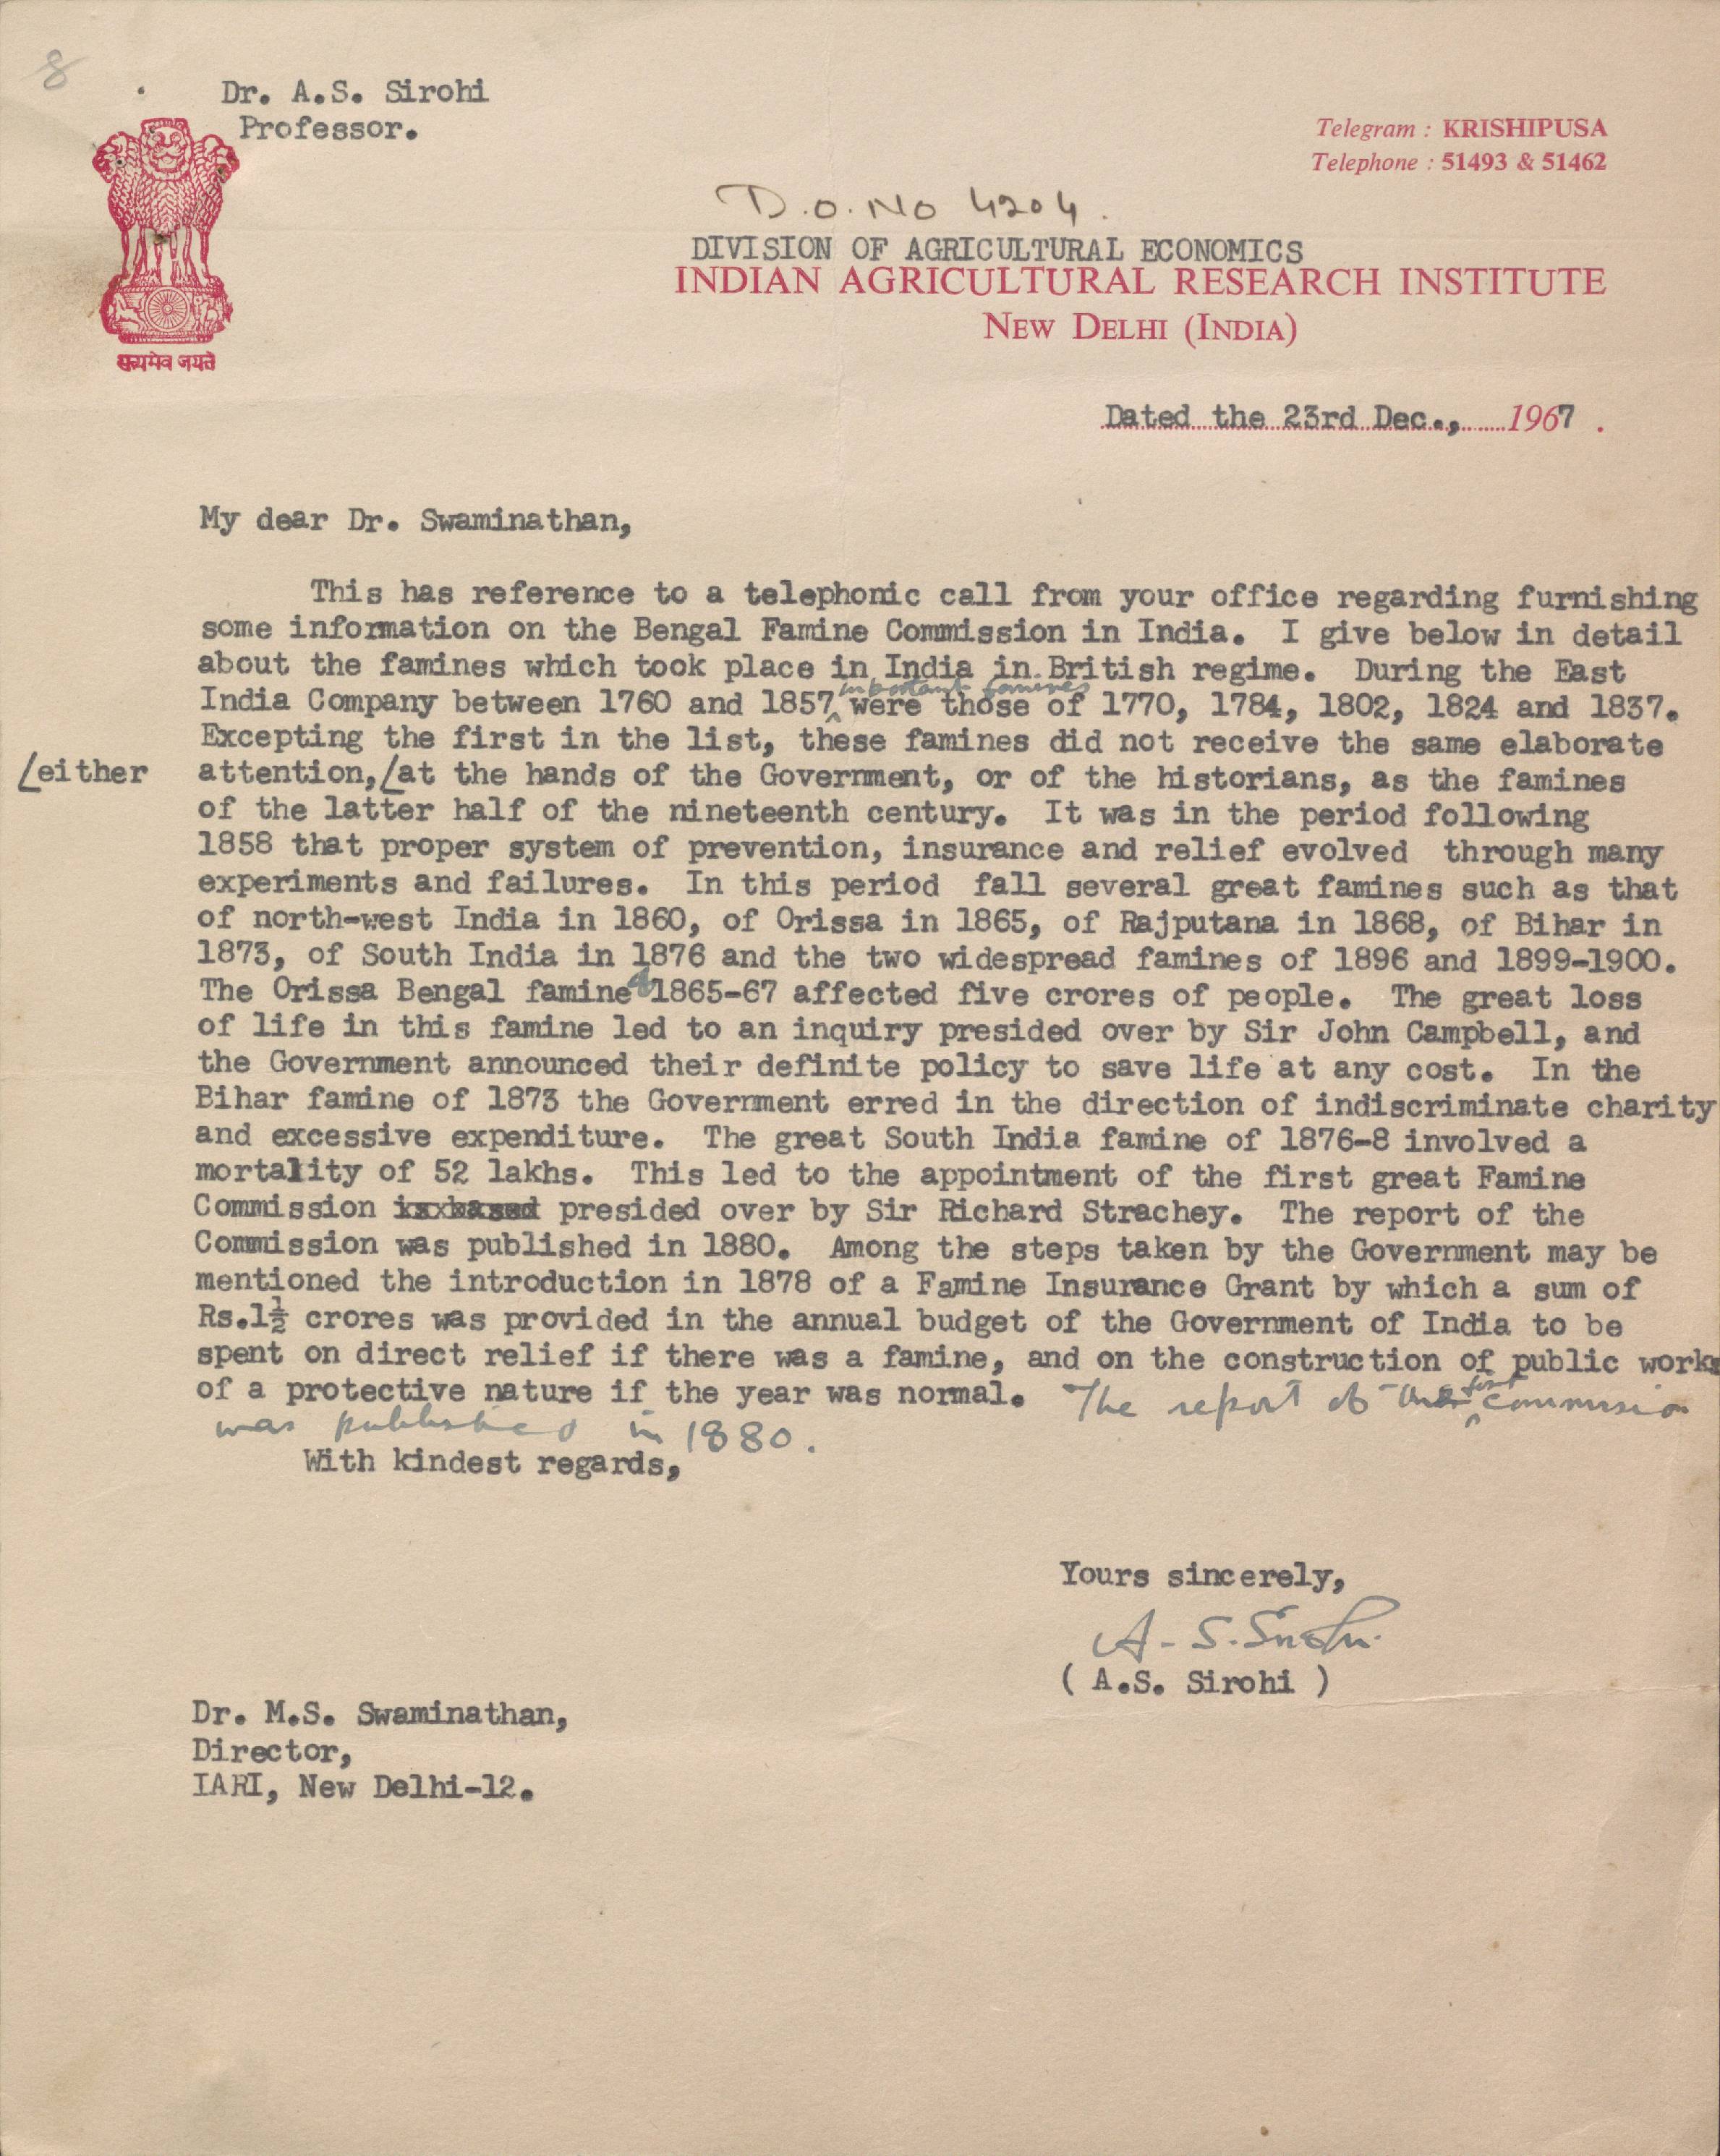 8
Dr. A.S. Sirohi
Professor.
Telegram : KRISHIPUSA
Telephone : 51493 & 51462
D.O. No 4204.
DIVISION OF AGRICULTURAL ECONOMICS
INDIAN AGRICULTURAL RESEARCH INSTITUTE
NEW DELHI (INDIA)
सत्यमेव जयते
Dated the 23rd Dec., 1967.
My dear Dr. Swaminathan,
This has reference to a telephonic call from your office regarding furnishing
some information on the Bengal Famine Commission in India. I give below in detail
about the famines which took place in India in British regime. During the East
India Company between 1760 and 1857 important famines were those of 1770, 1784, 1802, 1824 and 1837.
Excepting the first in the list, these famines did not receive the same elaborate
attention, either at the hands of the Government, or of the historians, as the famines
of the latter half of the nineteenth century. It was in the period following
1858 that proper system of prevention, insurance and relief evolved through many
experiments and failures. In this period fall several great famines such as that
of north-west India in 1860, of Orissa in 1865, of Rajputana in 1868, of Bihar in
1873, of South India in 1876 and the two widespread famines of 1896 and 1899-1900.
The Orissa Bengal famine of 1865-67 affected five crores of people. The great loss
of life in this famine led to an inquiry presided over by Sir John Campbell, and
the Government announced their definite policy to save life at any cost. In the
Bihar famine of 1873 the Government erred in the direction of indiscriminate charity
and excessive expenditure. The great South India famine of 1876-8 involved a
mortality of 52 lakhs. This led to the appointment of the first great Famine
Commission presided over by Sir Richard Strachey. The report of the
Commission was published in 1880. Among the steps taken by the Government may be
mentioned the introduction in 1878 of a Famine Insurance Grant by which a sum of
Rs.1½ crores was provided in the annual budget of the Government of India to be
spent on direct relief if there was a famine, and on the construction of public works
of a protective nature if the year was normal. The report of the first commission
was published in 1880.
With kindest regards,
Yours sincerely,
A. S. Sirohi
( A.S. Sirohi )
Dr. M.S. Swaminathan,
Director,
IARI, New Delhi-12.